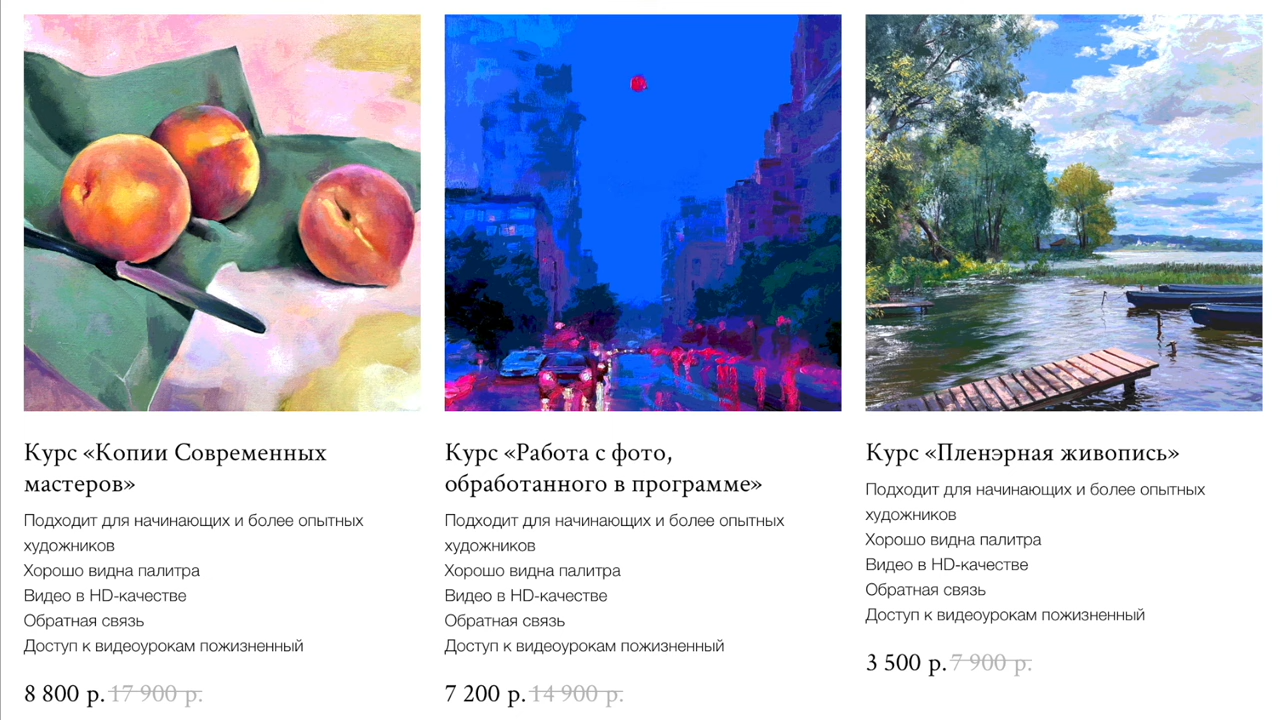 Курс «Копии Современных
мастеров»
Подходит для начинающих и более опытных
художников
Хорошо видна палитра
Видео в HD-качестве
Обратная связь
Доступ к видеоурокам пожизненный
8 800 р. 17 900 р.
Курс «Работа с фото,
обработанного в программе»
Подходит для начинающих и более опытных
художников
Хорошо видна палитра
Видео в HD-качестве
Обратная связь
Доступ к видеоурокам пожизненный
7 200 р. 14 900 р.
Курс «Пленэрная живопись»
Подходит для начинающих и более опытных
художников
Хорошо видна палитра
Видео в HD-качестве
Обратная связь
Доступ к видеоурокам пожизненный
3 500 р. 7 900 р.